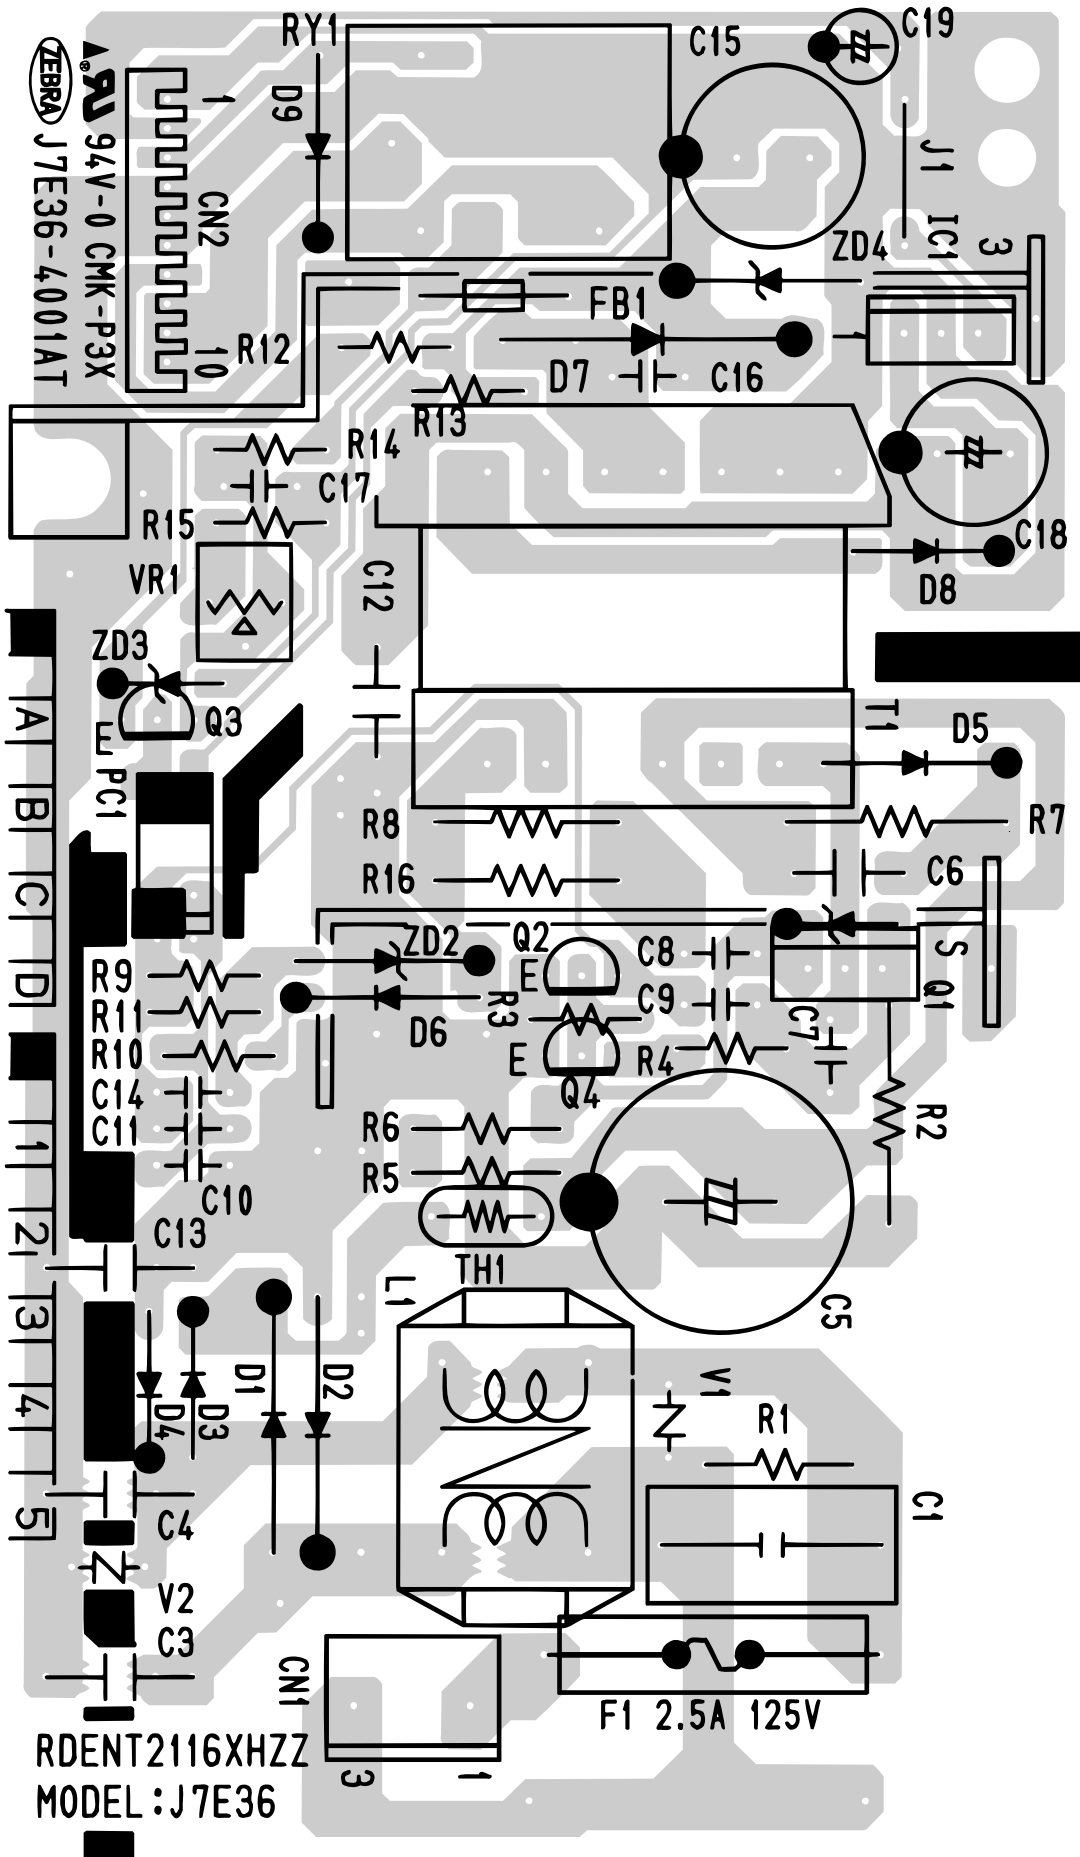 RY1
C15
C19
ZEBRA
®
94V-0 CMK-P3X
J7E36-4001AT
1
CN2
10
D9
J1
ZD4
IC1
3
1
FB1
R12
D7
C16
R13
R14
C17
R15
C18
D8
VR1
C12
ZD3
E
Q3
T1
D5
A
B
C
D
PC1
R8
R7
R16
C6
ZD2
Q2
E
C8
S
Q1
R9
R11
R10
R3
C9
C7
D6
E
R4
Q4
R2
C14
C11
C10
R6
R5
TH1
C13
1
2
3
4
5
L1
C5
D4
D3
D1
D2
V1
R1
C1
C4
V2
C3
CN1
3
1
F1 2.5A 125V
RDENT2116XHZZ
MODEL:J7E36